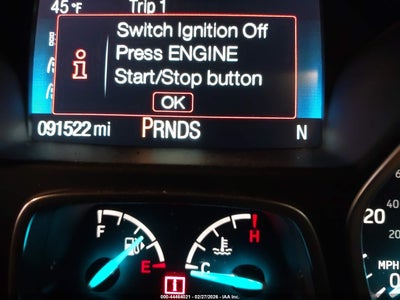 45 °F Trip 1
Switch Ignition Off
Press ENGINE
Start/Stop button
i
OK
091522 mi PRNDS N
F E C H
20
MPH
000-44464021 - 02/27/2026 - IAA Inc.